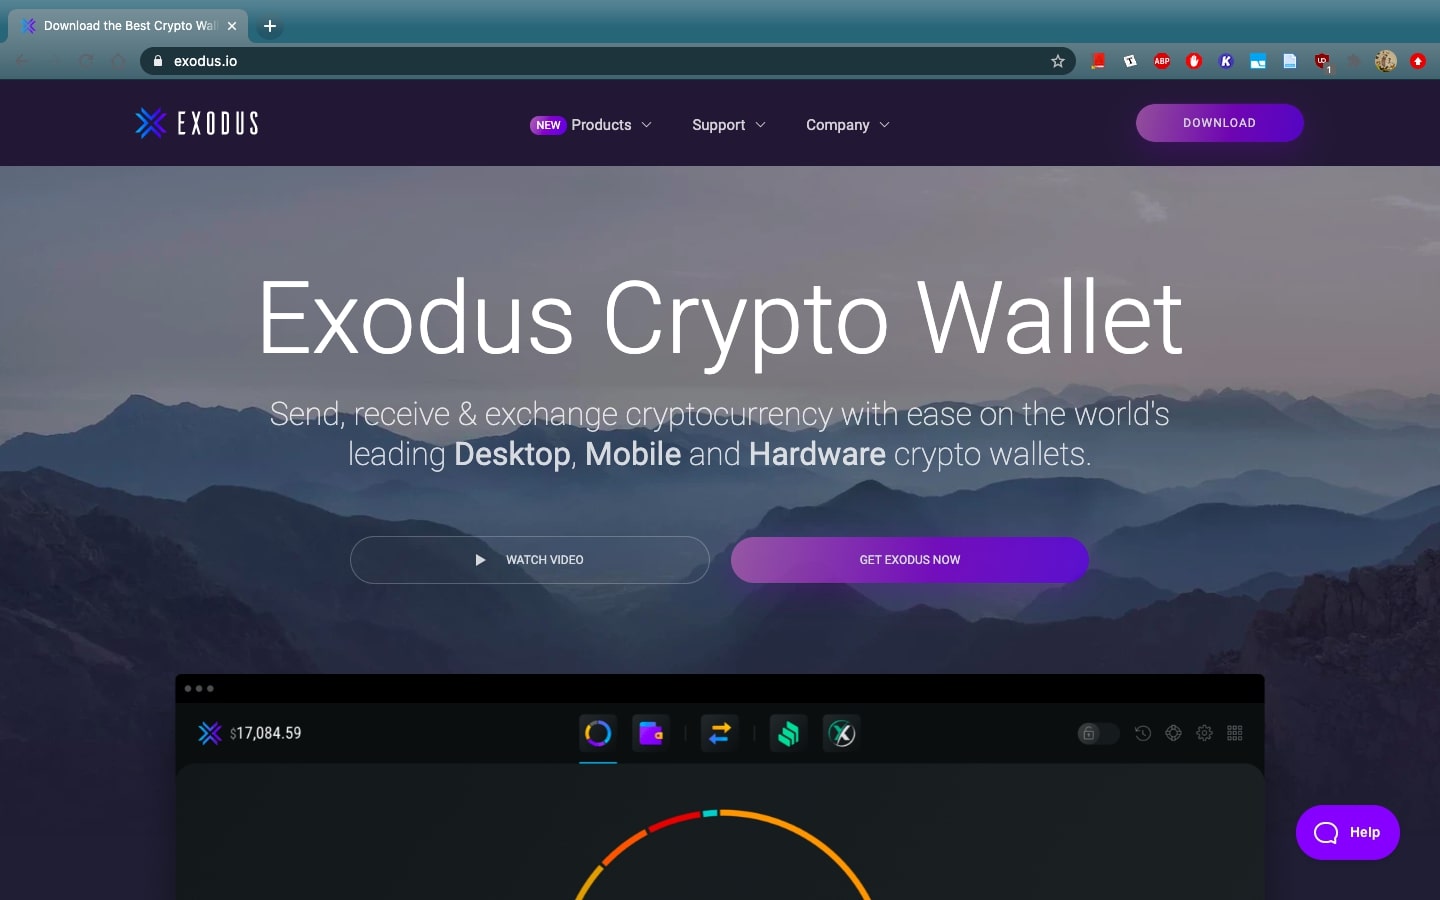 Download the Best Crypto Wal
exodus.io
ABP
K
1
EXODUS
NEW Products
Support
Company
DOWNLOAD
Exodus Crypto Wallet
Send, receive & exchange cryptocurrency with ease on the world's
leading Desktop, Mobile and Hardware crypto wallets.
WATCH VIDEO
GET EXODUS NOW
$17,084.59
Help